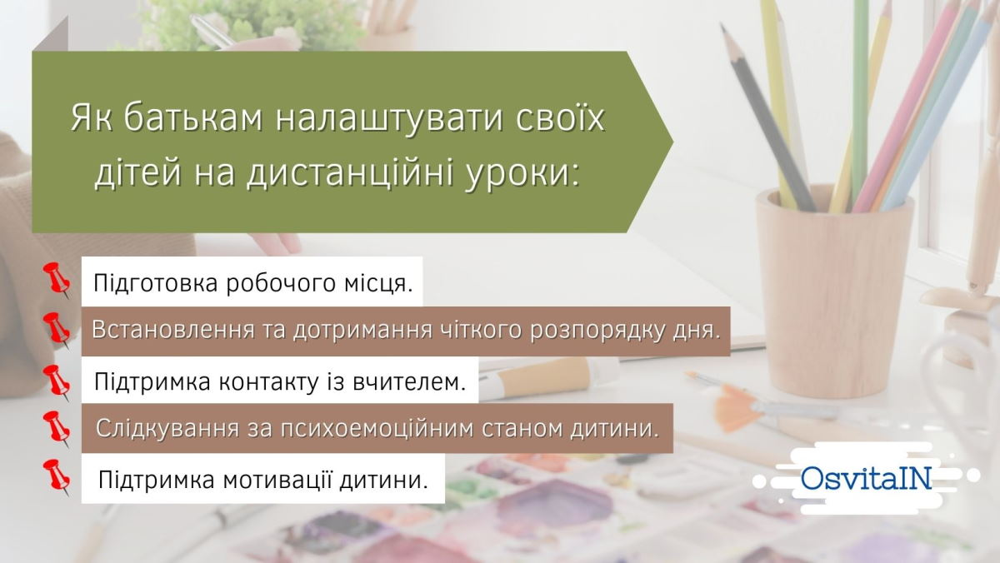 Як батькам налаштувати своїх
дітей на дистанційні уроки:
Підготовка робочого місця.
Встановлення та дотримання чіткого розпорядку дня.
Підтримка контакту із вчителем.
Слідкування за психоемоційним станом дитини.
Підтримка мотивації дитини.
OsvitaIN